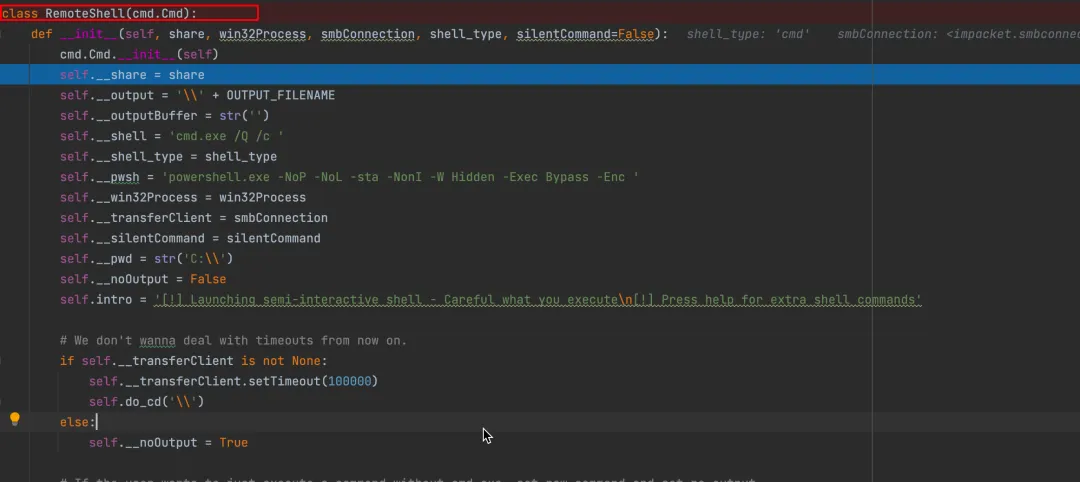 class RemoteShell(cmd.Cmd):
def __init__(self, share, win32Process, smbConnection, shell_type, silentCommand=False): shell_type: 'cmd' smbConnection: <impacket.smbconnec
cmd.Cmd.__init__(self)
self.__share = share
self.__output = '\\' + OUTPUT_FILENAME
self.__outputBuffer = str('')
self.__shell = 'cmd.exe /Q /c '
self.__shell_type = shell_type
self.__pwsh = 'powershell.exe -NoP -NoL -sta -NonI -W Hidden -Exec Bypass -Enc '
self.__win32Process = win32Process
self.__transferClient = smbConnection
self.__silentCommand = silentCommand
self.__pwd = str('C:\\')
self.__noOutput = False
self.intro = '[!] Launching semi-interactive shell - Careful what you execute\n[!] Press help for extra shell commands'
# We don't wanna deal with timeouts from now on.
if self.__transferClient is not None:
self.__transferClient.setTimeout(100000)
self.do_cd('\\')
else:
self.__noOutput = True
# If the user wants to just execute a command without cmd.exe, set raw command and set no output